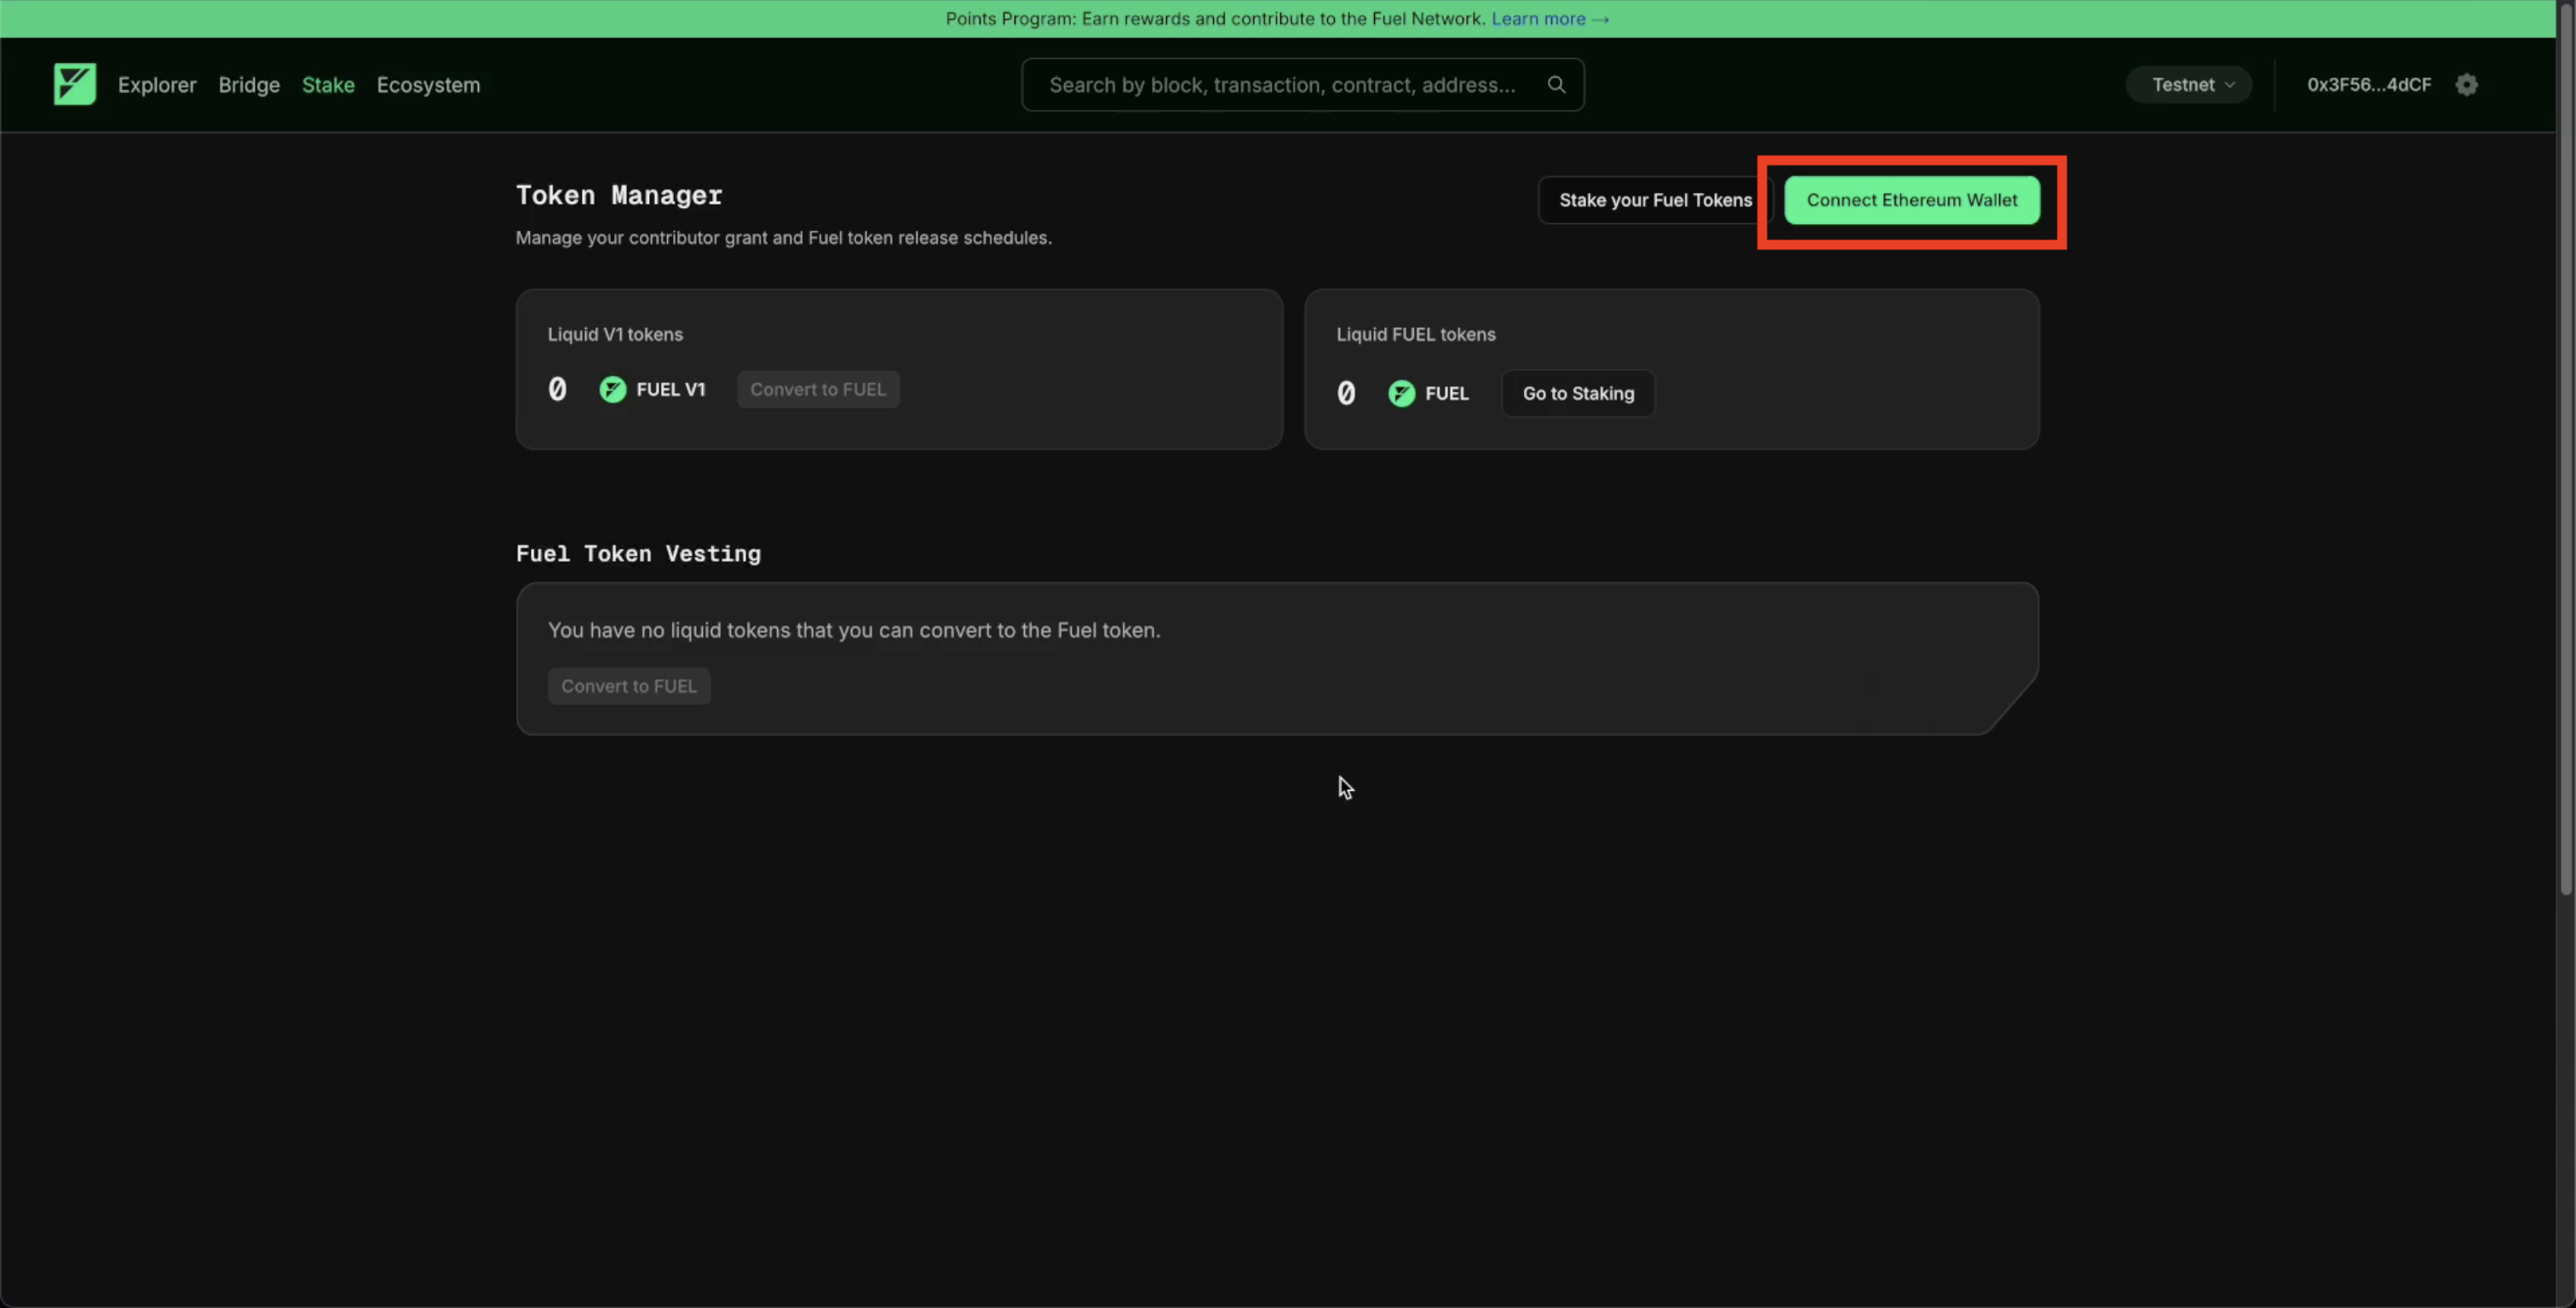 Points Program: Earn rewards and contribute to the Fuel Network. Learn more →
Explorer Bridge Stake Ecosystem
Search by block, transaction, contract, address...
Testnet
0x3F56...4dCF
Token Manager
Stake your Fuel Tokens
Connect Ethereum Wallet
Manage your contributor grant and Fuel token release schedules.
Liquid V1 tokens
0 FUEL V1 Convert to FUEL
Liquid FUEL tokens
0 FUEL Go to Staking
Fuel Token Vesting
You have no liquid tokens that you can convert to the Fuel token.
Convert to FUEL